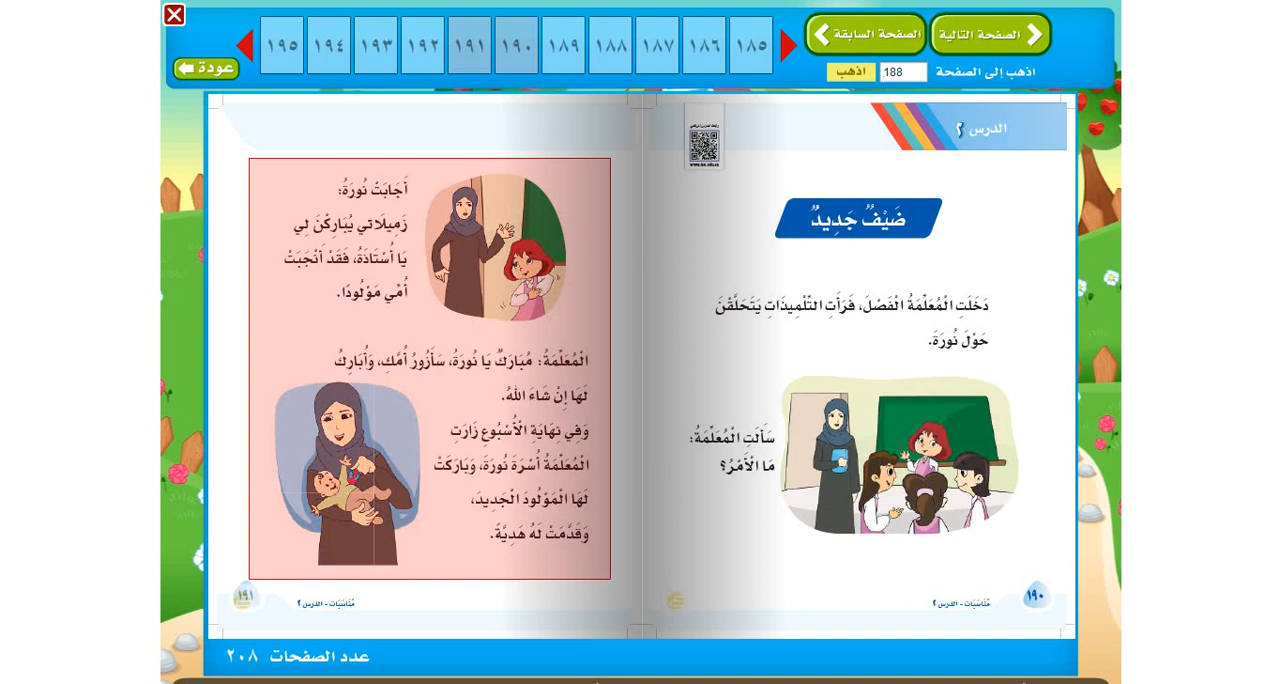 ١٩٥ ١٩٤ ١٩٣ ١٩٢ ١٩١ ١٩٠ ١٨٩ ١٨٨ ١٨٧ ١٨٦ ١٨٥
الصفحة التالية
الصفحة السابقة
اذهب إلى الصفحة 188 اذهب
عودة
الدرس ٢
ضَيْفٌ جَدِيدٌ
دَخَلَتِ الْمُعَلِّمَةُ الْفَصْلَ، فَرَأَتِ التِّلْمِيذَاتِ يَتَحَلَّقْنَ
حَوْلَ نُورَةَ.
سَأَلَتِ الْمُعَلِّمَةُ:
مَا الْأَمْرُ؟
١٩٠
مُنَاسَبَات - الدرس ٢
أَجَابَتْ نُورَةُ:
زَمِيلَاتي يُبَارِكْنَ لِي
يَا أُسْتَاذَةُ، فَقَدْ أَنْجَبَتْ
أُمِّي مَوْلُودًا.
الْمُعَلِّمَةُ: مُبَارَكٌ يَا نُورَةُ، سَأَزُورُ أُمَّكِ، وَأُبَارِكُ
لَهَا إِنْ شَاءَ اللهُ.
وَفِي نِهَايَةِ الْأُسْبُوعِ زَارَتِ
الْمُعَلِّمَةُ أُسْرَةَ نُورَةَ، وَبَارَكَتْ
لَهَا الْمَوْلُودَ الْجَدِيدَ،
وَقَدَّمَتْ لَهُ هَدِيَّةً.
مُنَاسَبَات - الدرس ٢
١٩١
عدد الصفحات ٢٠٨